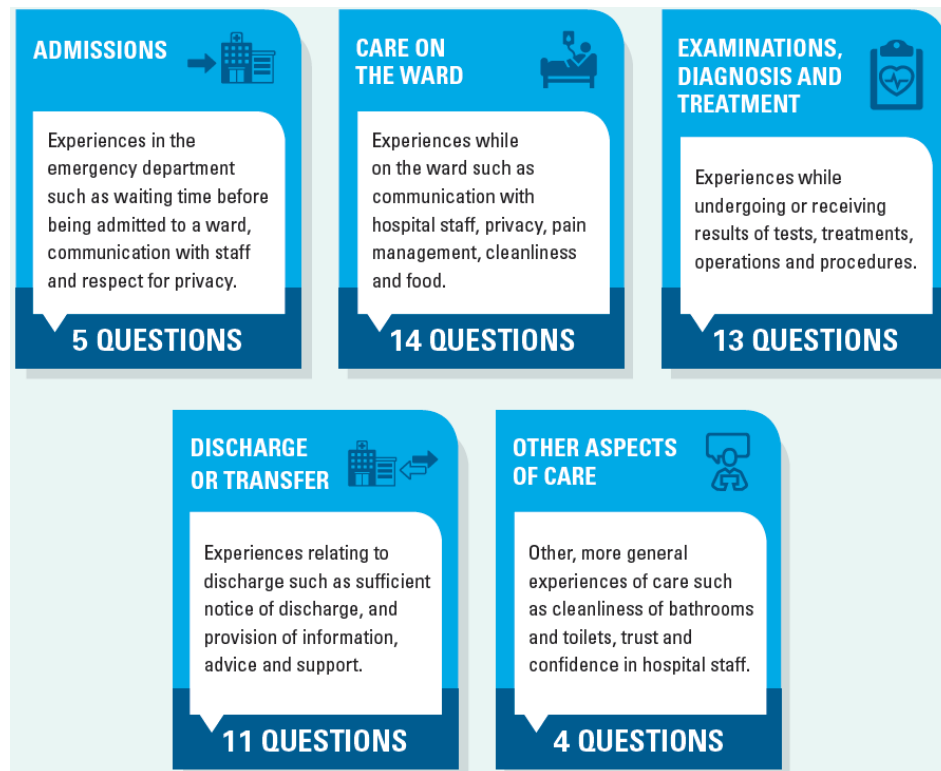 ADMISSIONS
Experiences in the
emergency department
such as waiting time before
being admitted to a ward,
communication with staff
and respect for privacy.
5 QUESTIONS
CARE ON
THE WARD
Experiences while
on the ward such as
communication with
hospital staff, privacy, pain
management, cleanliness
and food.
14 QUESTIONS
EXAMINATIONS,
DIAGNOSIS AND
TREATMENT
Experiences while
undergoing or receiving
results of tests, treatments,
operations and procedures.
13 QUESTIONS
DISCHARGE
OR TRANSFER
Experiences relating to
discharge such as sufficient
notice of discharge, and
provision of information,
advice and support.
11 QUESTIONS
OTHER ASPECTS
OF CARE
Other, more general
experiences of care such
as cleanliness of bathrooms
and toilets, trust and
confidence in hospital staff.
4 QUESTIONS